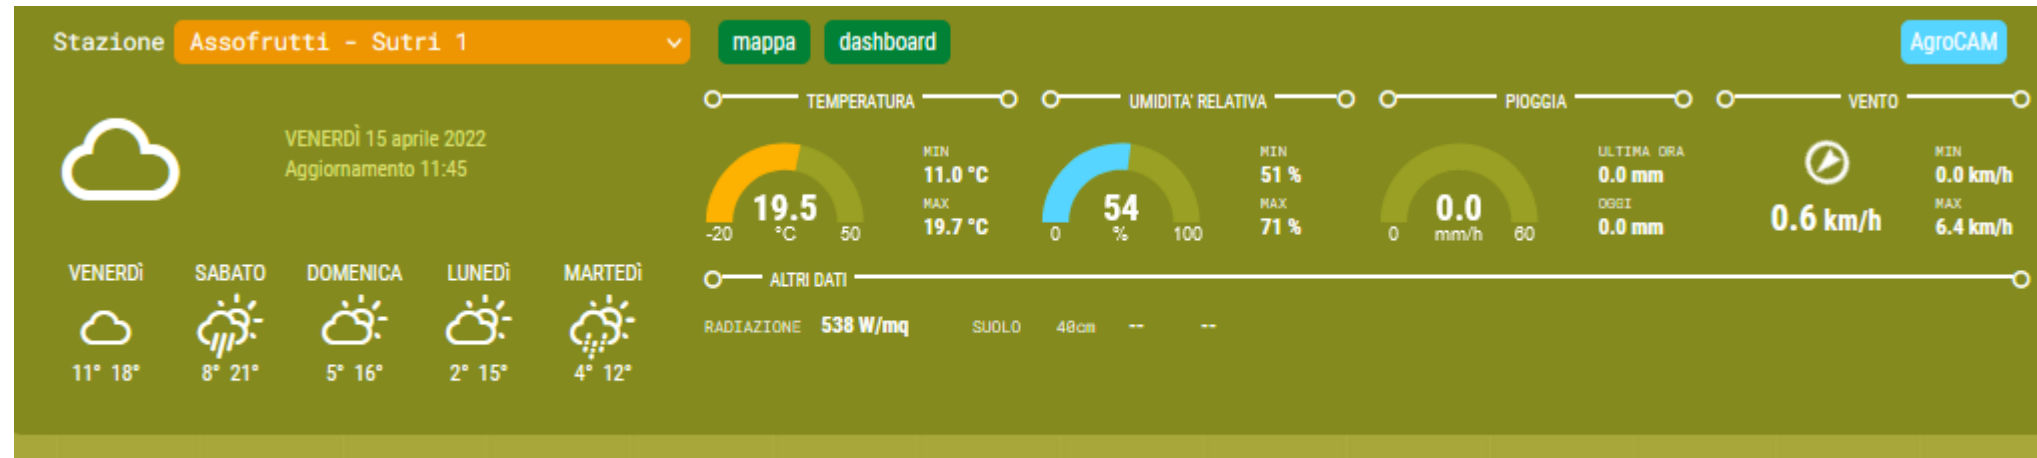 Stazione Assofrutti - Sutri 1 mappa dashboard AgroCAM
VENERDÌ 15 aprile 2022
Aggiornamento 11:45
VENERDÌ SABATO DOMENICA LUNEDÌ MARTEDÌ
11° 18° 8° 21° 5° 16° 2° 15° 4° 12°
TEMPERATURA
19.5
°C
-20 50
MIN
11.0 °C
MAX
19.7 °C
UMIDITA' RELATIVA
54
%
0 100
MIN
51 %
MAX
71 %
PIOGGIA
0.0
mm/h
0 60
ULTIMA ORA
0.0 mm
OGGI
0.0 mm
VENTO
0.6 km/h
MIN
0.0 km/h
MAX
6.4 km/h
ALTRI DATI
RADIAZIONE 538 W/mq SUOLO 40cm -- --